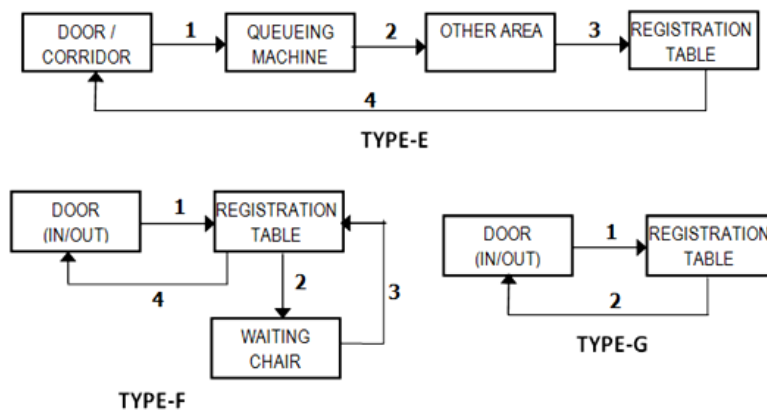 DOOR /
CORRIDOR
1
QUEUEING
MACHINE
2
OTHER AREA
3
REGISTRATION
TABLE
4
TYPE-E
DOOR
(IN/OUT)
1
REGISTRATION
TABLE
4
2
3
WAITING
CHAIR
TYPE-F
DOOR
(IN/OUT)
1
REGISTRATION
TABLE
2
TYPE-G